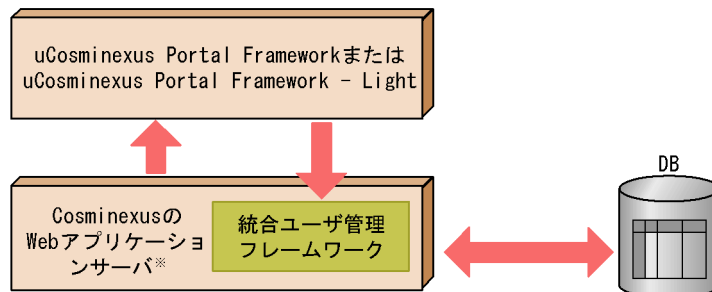 uCosminexus Portal Frameworkまたは
uCosminexus Portal Framework － Light
DB
Cosminexusの
Webアプリケーショ
ンサーバ※
統合ユーザ管理
フレームワーク